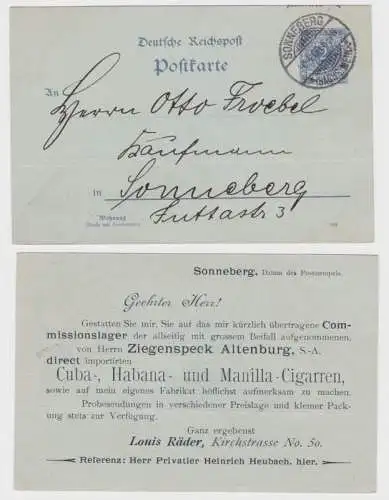 Deutsche Reichspost
Postkarte
SONNEBERG
An Herrn Otto Froebel
Kaufmann
in Sonneberg
Wohnung
Juttastr 3
Sonneberg, Datum des Poststempels.
Geehrter Herr!
Gestatten Sie mir, Sie auf das mir kürzlich übertragene Com-
missionslager der allseitig mit grossem Beifall aufgenommenen,
von Herrn Ziegenspeck Altenburg, S-A.
direct importirten
Cuba-, Habana- und Manilla-Cigarren,
sowie auf mein eigenes Fabrikat höflichst aufmerksam zu machen.
Probesendungen in verschiedener Preislage und kleiner Pack-
ung stets zur Verfügung.
Ganz ergebenst
Louis Räder, Kirchstrasse No. 50.
Referenz: Herr Privatier Heinrich Heubach, hier.